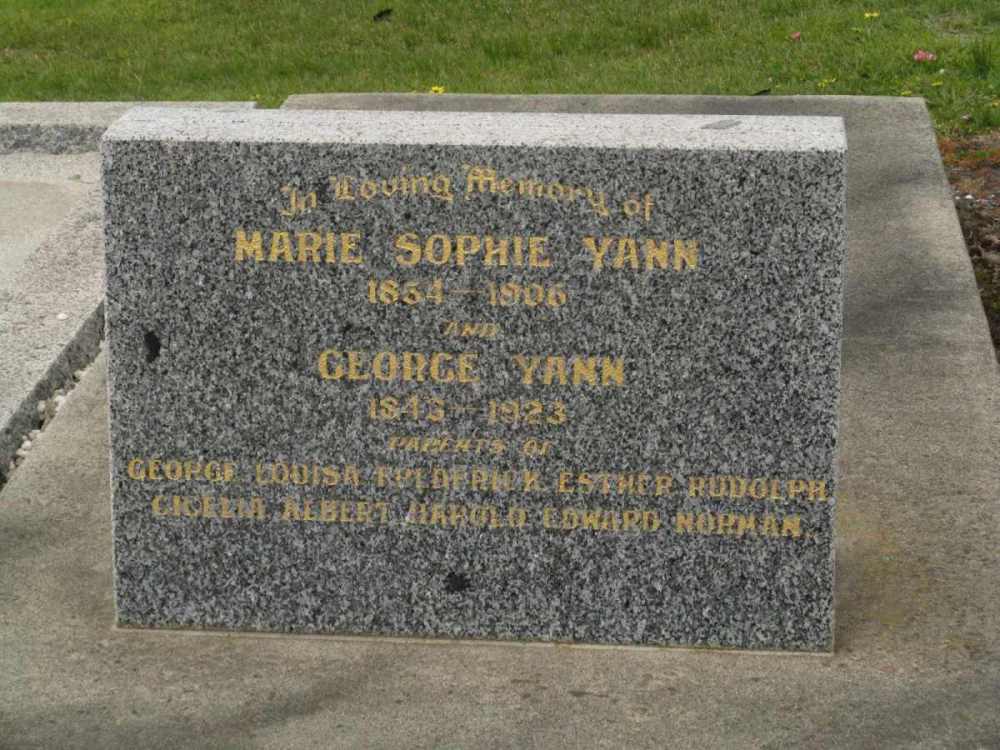 In Loving Memory of
MARIE SOPHIE YANN
1854 – 1906
AND
GEORGE YANN
1843 – 1923
PARENTS OF
GEORGE LOUISA FREDERICK ESTHER RUDOLPH
CICELIA ALBERT HAROLD EDWARD NORMAN.